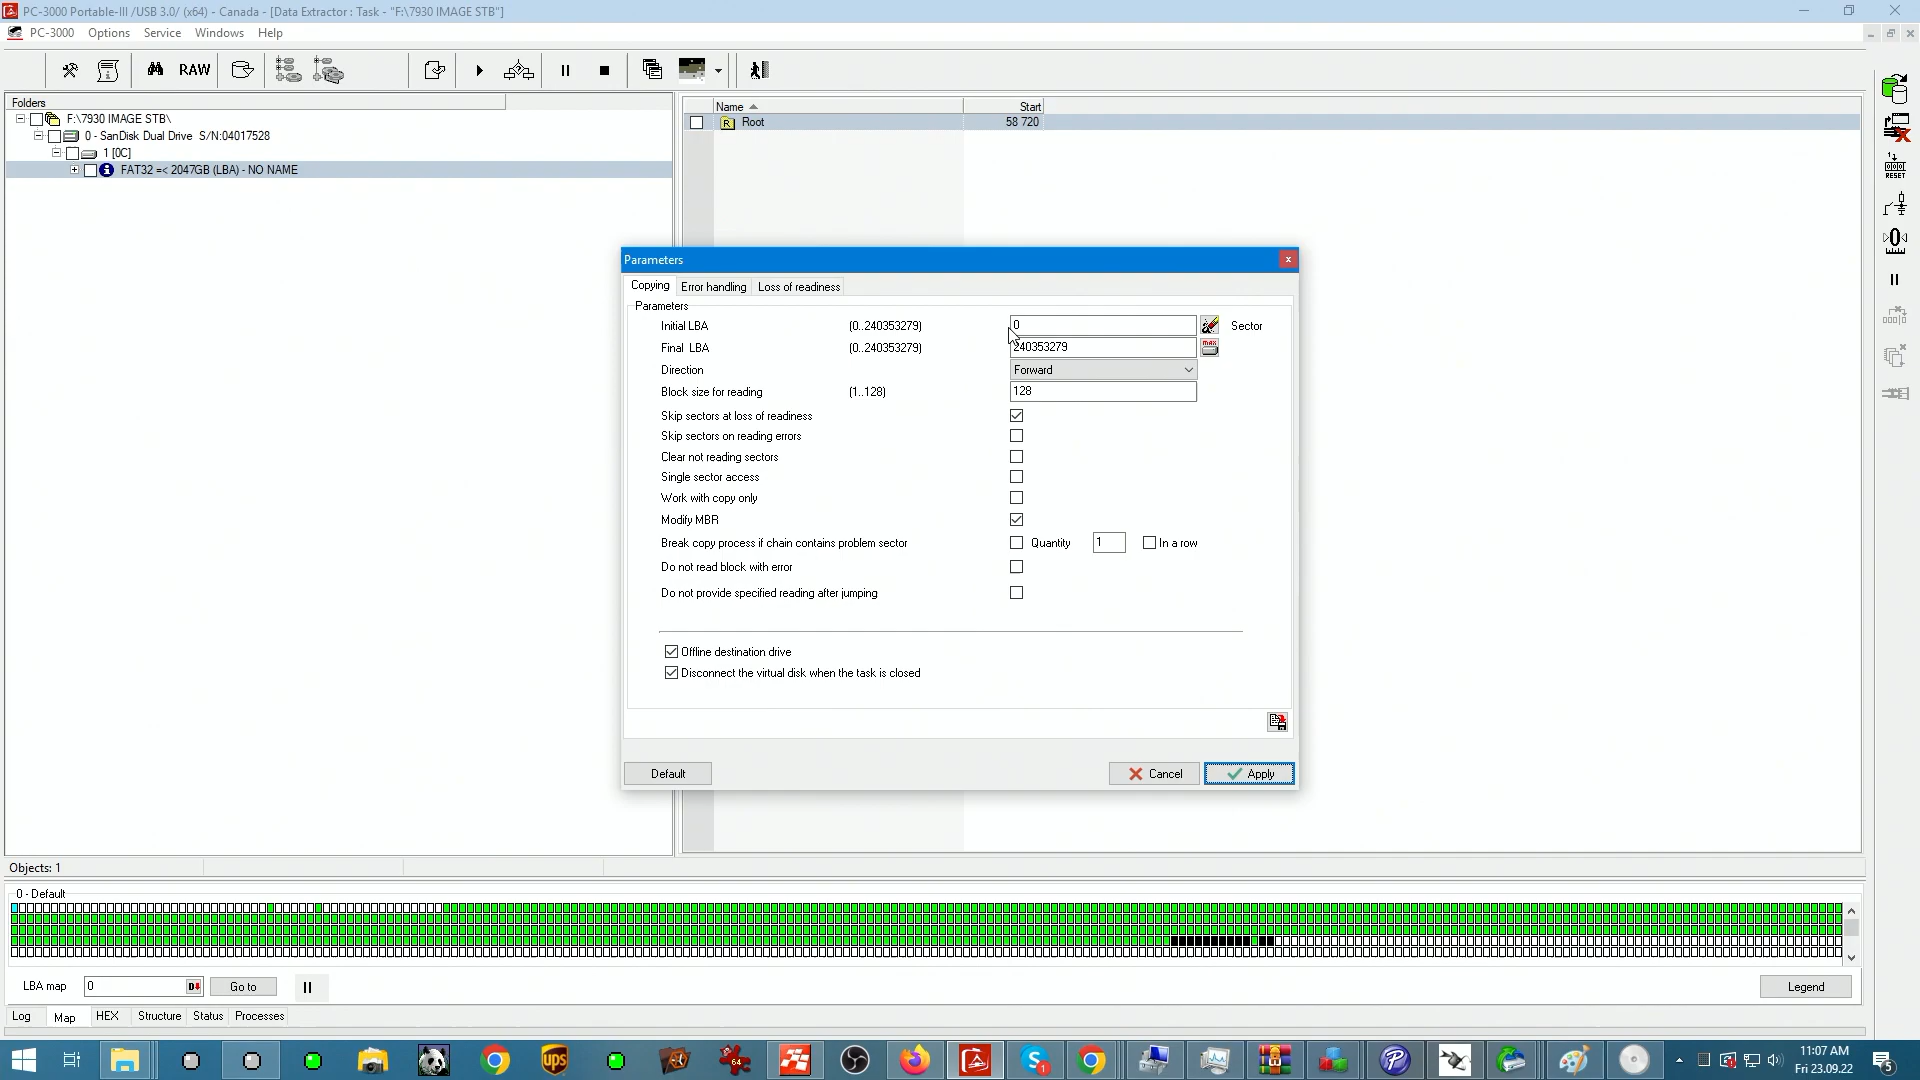 PC-3000 Portable-III /USB 3.0/ (x64) - Canada - [Data Extractor : Task - "F:\7930 IMAGE STB"]
PC-3000 Options Service Windows Help
RAW
Folders
F:\7930 IMAGE STB\
0 - SanDisk Dual Drive S/N:04017528
1 [0C]
FAT32 =< 2047GB (LBA) - NO NAME
Name Start
R Root 58 720
RESET
Parameters
Copying Error handling Loss of readiness
Parameters
Initial LBA (0..240353279) 0 Sector
Final LBA (0..240353279) 240353279 MAX
Direction Forward
Block size for reading (1..128) 128
Skip sectors at loss of readiness
Skip sectors on reading errors
Clear not reading sectors
Single sector access
Work with copy only
Modify MBR
Break copy process if chain contains problem sector Quantity 1 In a row
Do not read block with error
Do not provide specified reading after jumping
Offline destination drive
Disconnect the virtual disk when the task is closed
Default Cancel Apply
Objects: 1
0 - Default
LBA map 0 Go to Legend
Log Map HEX Structure Status Processes
ups
64
1
11:07 AM
Fri 23.09.22
5